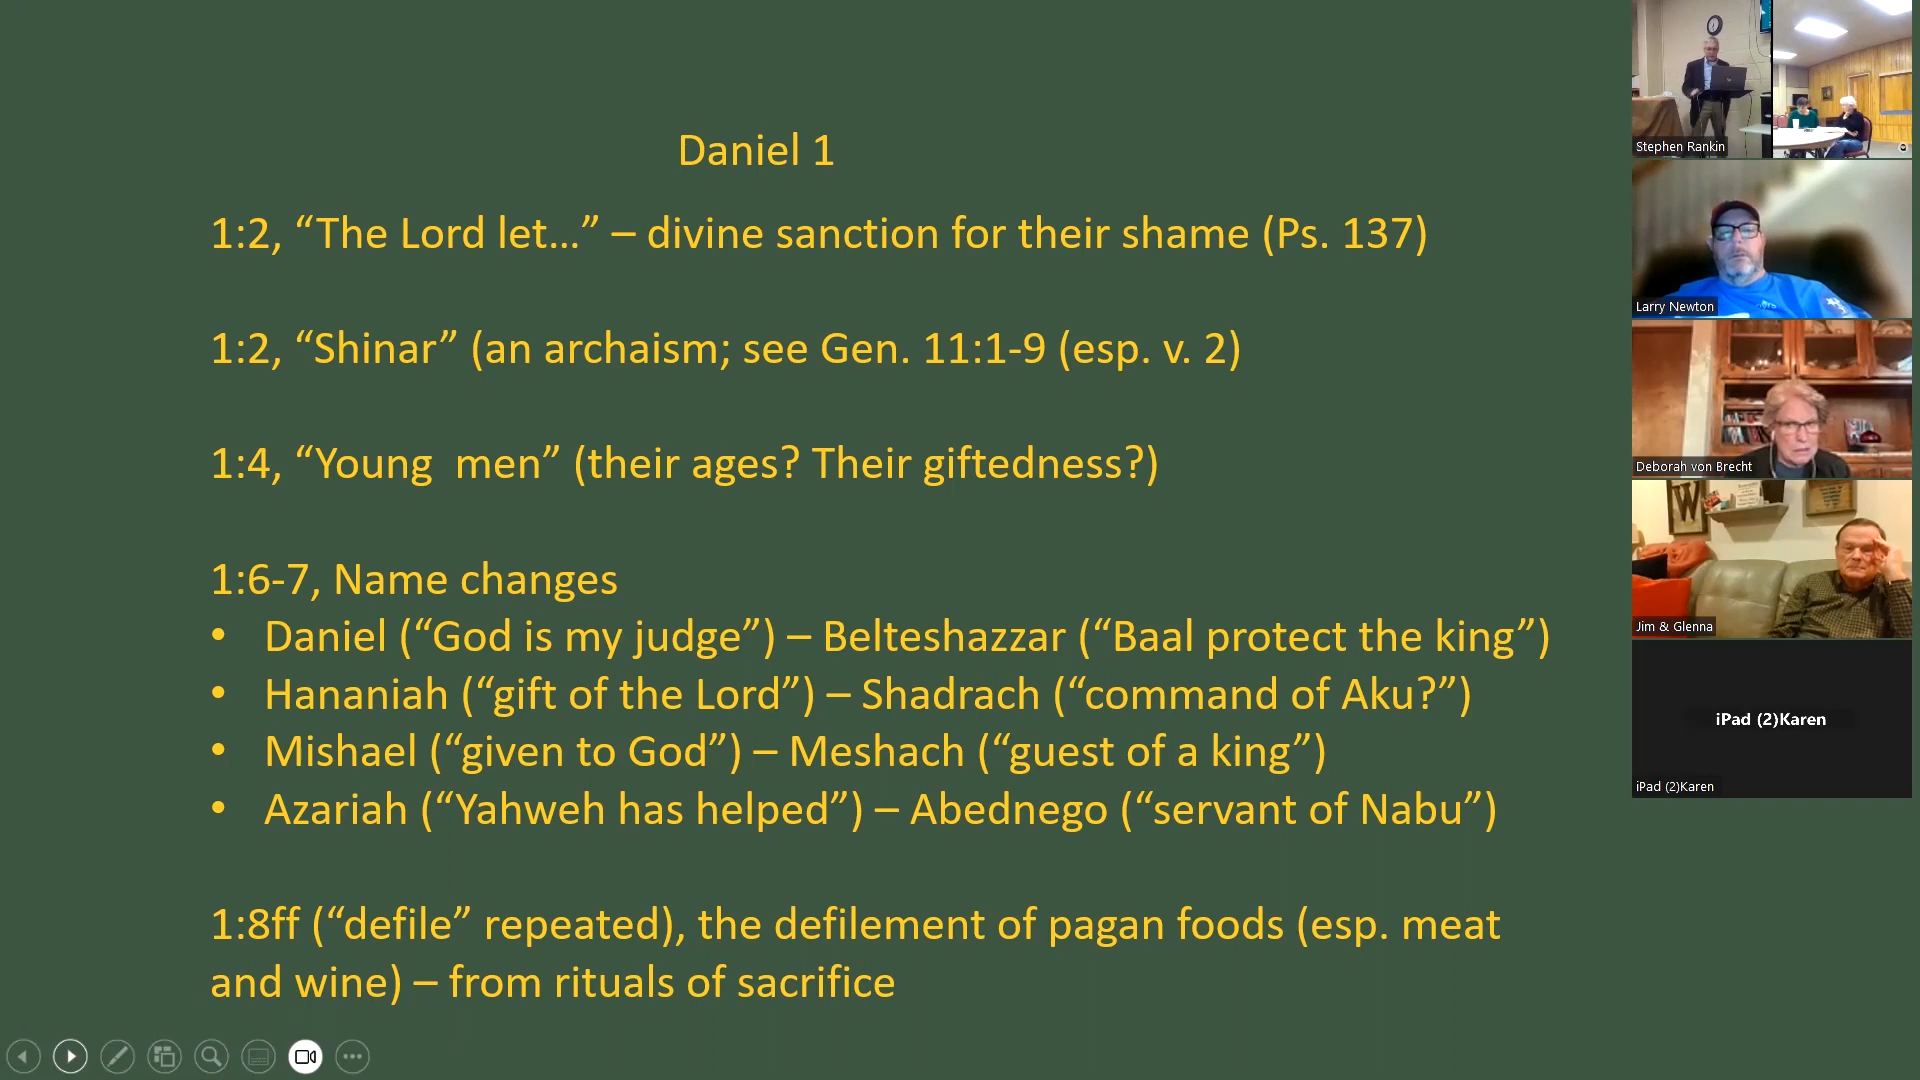 Daniel 1
1:2, “The Lord let…” – divine sanction for their shame (Ps. 137)
1:2, “Shinar” (an archaism; see Gen. 11:1-9 (esp. v. 2)
1:4, “Young  men” (their ages? Their giftedness?)
1:6-7, Name changes
• Daniel (“God is my judge”) – Belteshazzar (“Baal protect the king”)
• Hananiah (“gift of the Lord”) – Shadrach (“command of Aku?”)
• Mishael (“given to God”) – Meshach (“guest of a king”)
• Azariah (“Yahweh has helped”) – Abednego (“servant of Nabu”)
1:8ff (“defile” repeated), the defilement of pagan foods (esp. meat
and wine) – from rituals of sacrifice
Stephen Rankin
Larry Newton
Deborah von Brecht
W
Jim & Glenna
iPad (2)Karen
iPad (2)Karen